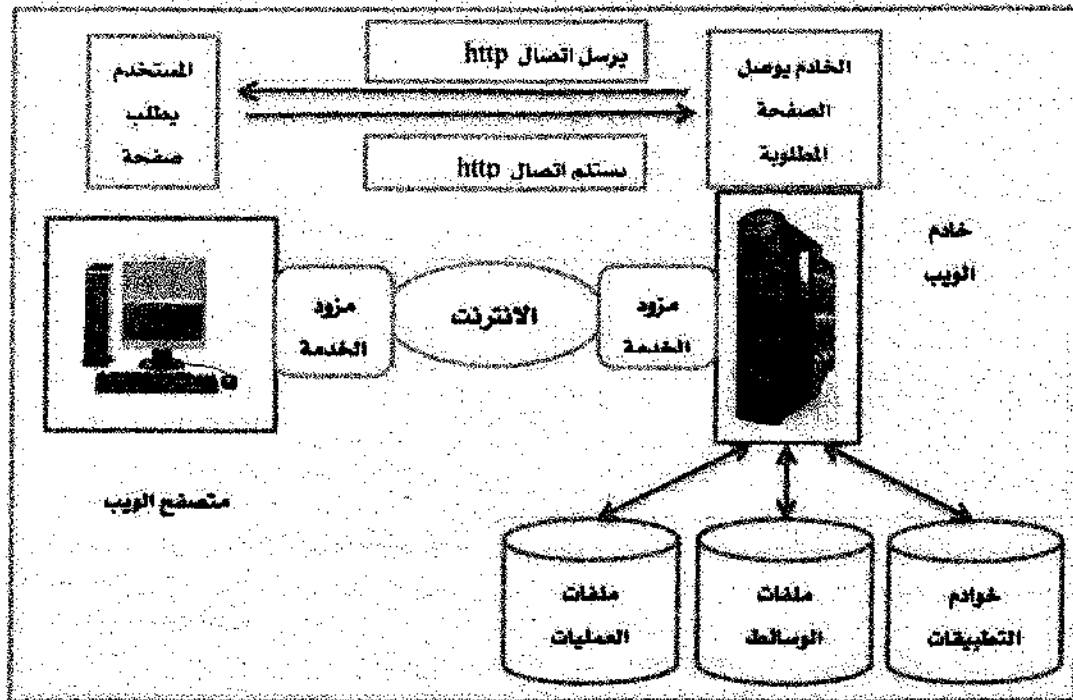 المستخدم
يطلب
صفحة
يرسل اتصال http
يستلم اتصال http
الخادم يوصل
الصفحة
المطلوبة
خادم
الويب
مزود
الخدمة
الانترنت
مزود
الخدمة
متصفح الويب
ملفات
العمليات
ملفات
الوسائط
خوادم
التطبيقات